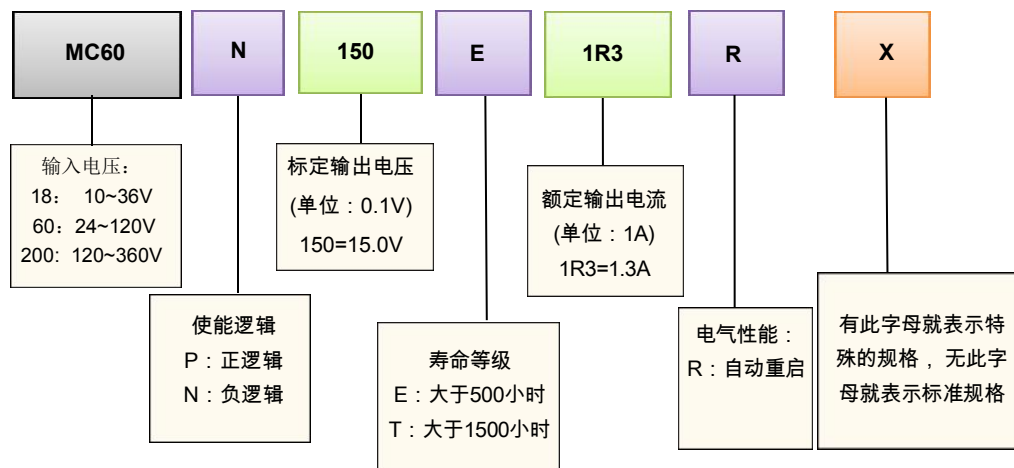 MC60
N
150
E
1R3
R
X
输入电压：
18： 10~36V
60：24~120V
200: 120~360V
标定输出电压
(单位：0.1V)
150=15.0V
额定输出电流
(单位：1A)
1R3=1.3A
使能逻辑
P：正逻辑
N：负逻辑
寿命等级
E：大于500小时
T：大于1500小时
电气性能：
R：自动重启
有此字母就表示特
殊的规格，无此字
母就表示标准规格